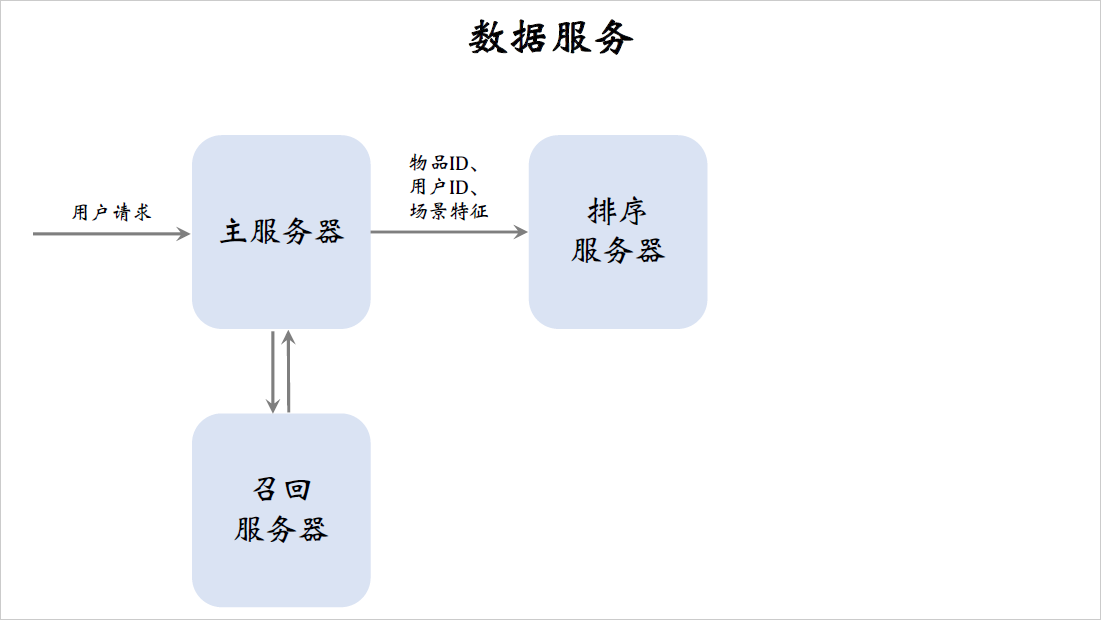 数据服务
用户请求
主服务器
物品ID、
用户ID、
场景特征
排序
服务器
召回
服务器